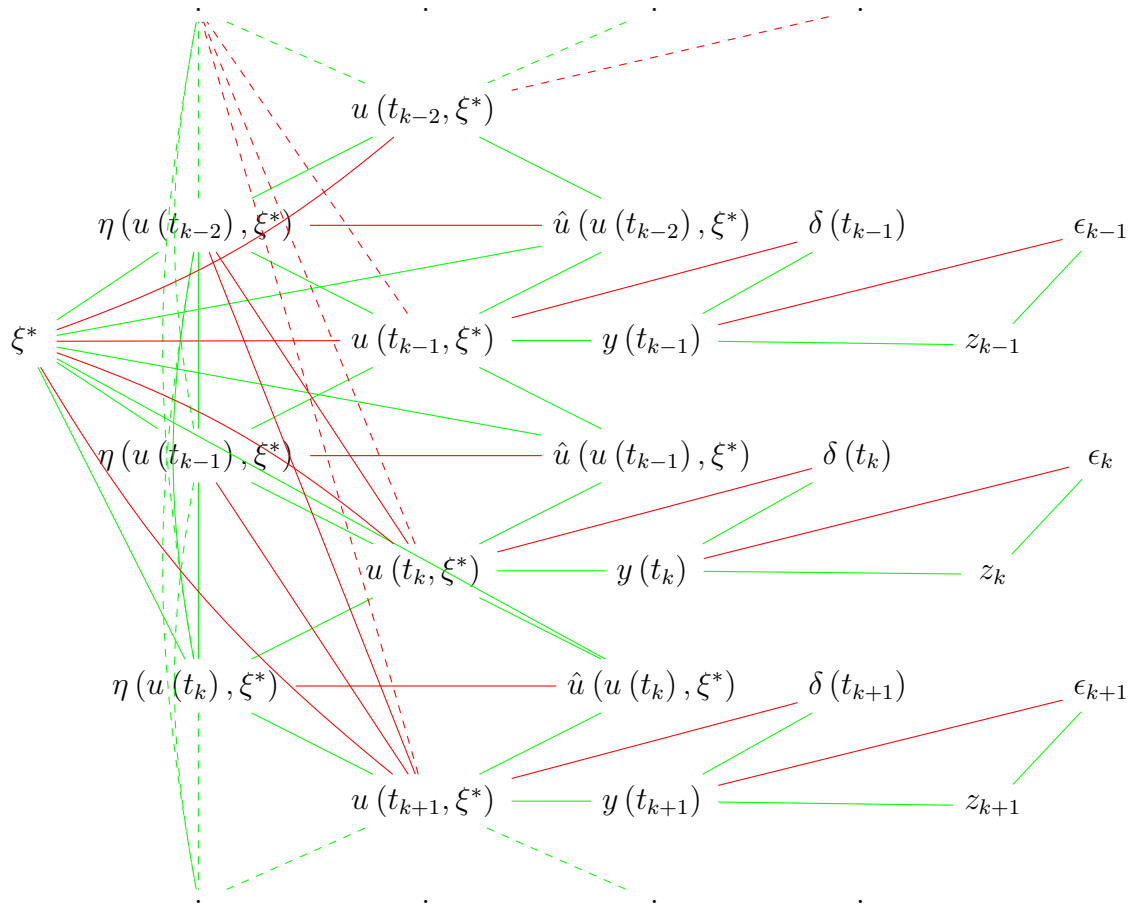 . . . .
u (t_{k−2}, ξ*)
η (u (t_{k−2}) , ξ*) û (u (t_{k−2}) , ξ*) δ (t_{k−1}) ϵ_{k−1}
ξ* u (t_{k−1}, ξ*) y (t_{k−1}) z_{k−1}
η (u (t_{k−1}) , ξ*) û (u (t_{k−1}) , ξ*) δ (t_k) ϵ_k
u (t_k, ξ*) y (t_k) z_k
η (u (t_k) , ξ*) û (u (t_k) , ξ*) δ (t_{k+1}) ϵ_{k+1}
u (t_{k+1}, ξ*) y (t_{k+1}) z_{k+1}
. . . .